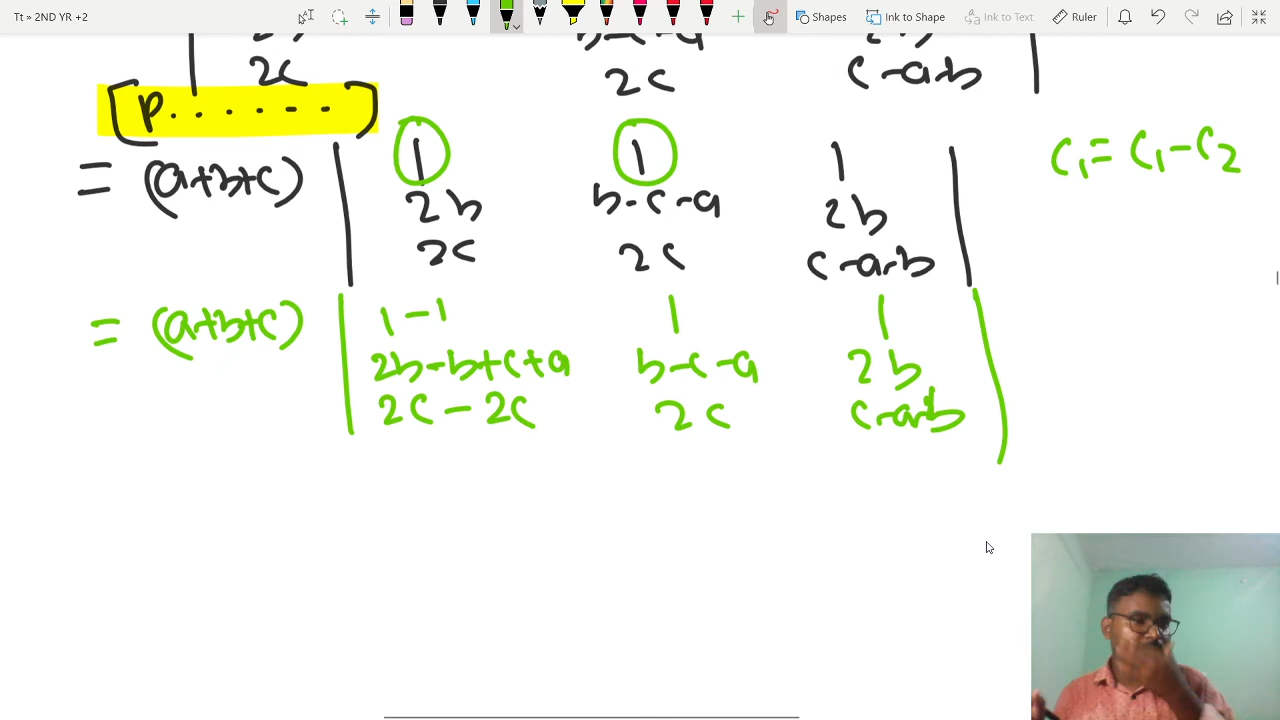 Tt > 2ND YR +2 Shapes Ink to Shape Ink to Text Ruler
2C 2C c-a-b
[P.......]
= (a+b+c) | 1 1 1 | C₁ = C₁ - C₂
2b b-c-a 2b
2c 2c c-a-b
= (a+b+c) | 1-1 1 1 |
2b-b+c+a b-c-a 2b
2c-2c 2c c-a-b